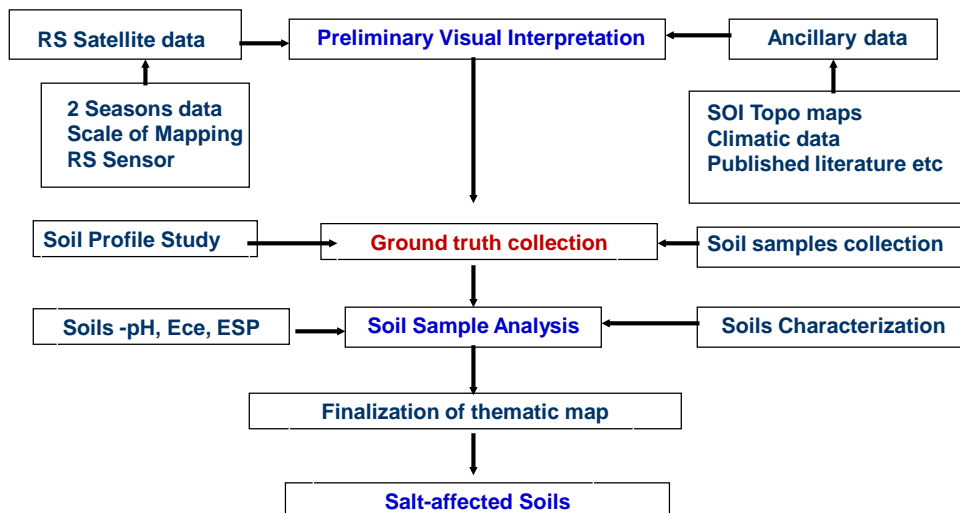 RS Satellite data
Preliminary Visual Interpretation
Ancillary data
2 Seasons data
Scale of Mapping
RS Sensor
SOI Topo maps
Climatic data
Published literature etc
Soil Profile Study
Ground truth collection
Soil samples collection
Soils -pH, Ece, ESP
Soil Sample Analysis
Soils Characterization
Finalization of thematic map
Salt-affected Soils